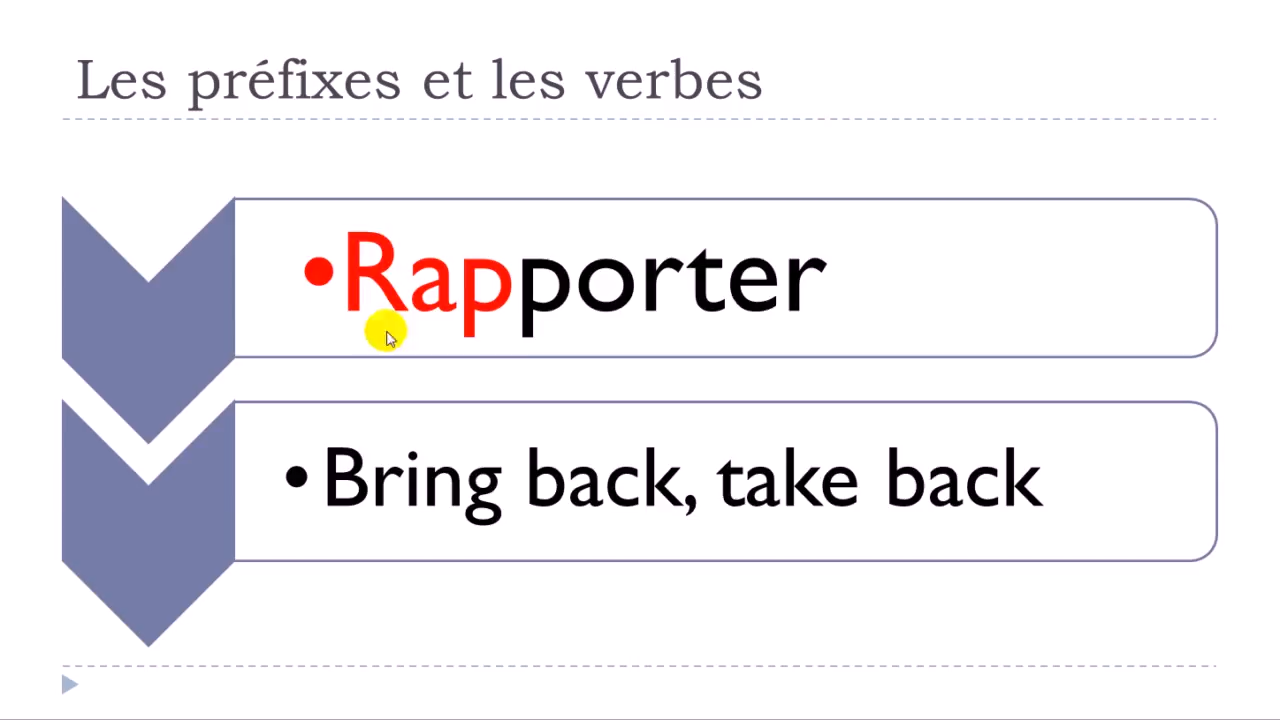 Les préfixes et les verbes
•Rapporter
•Bring back, take back